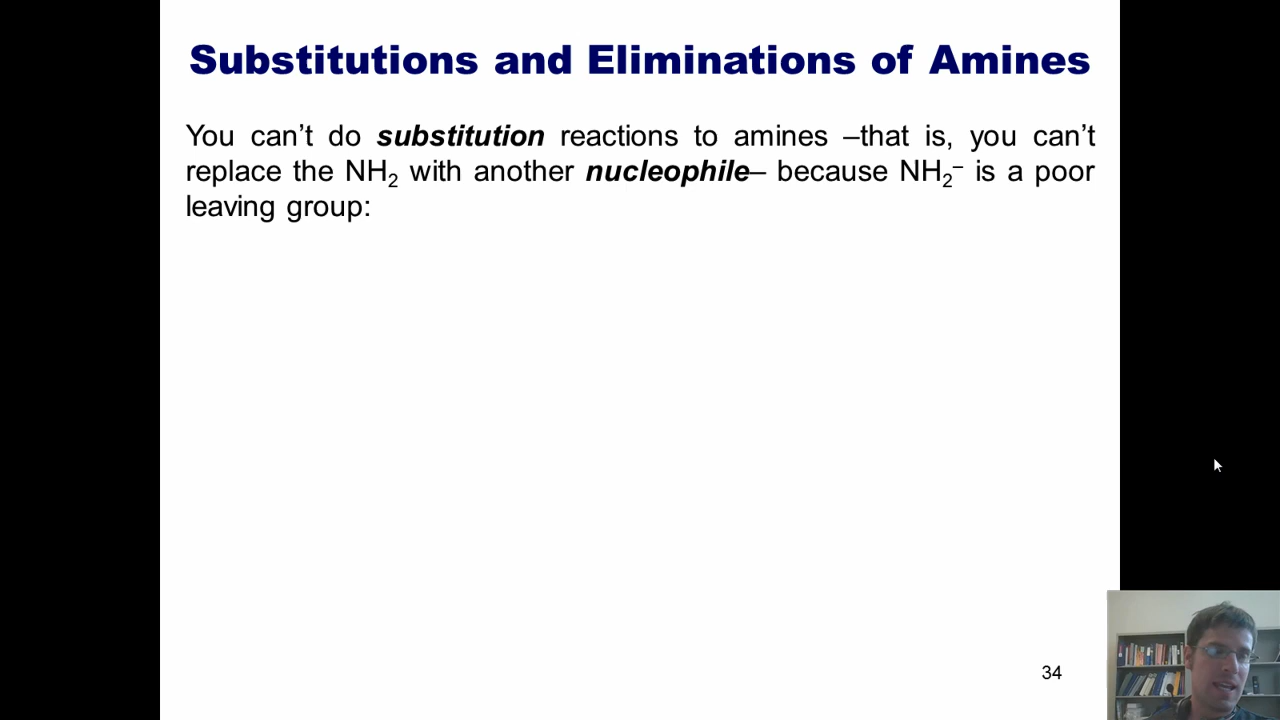 Substitutions and Eliminations of Amines
You can’t do substitution reactions to amines –that is, you can’t
replace the NH₂ with another nucleophile– because NH₂⁻ is a poor
leaving group:
34